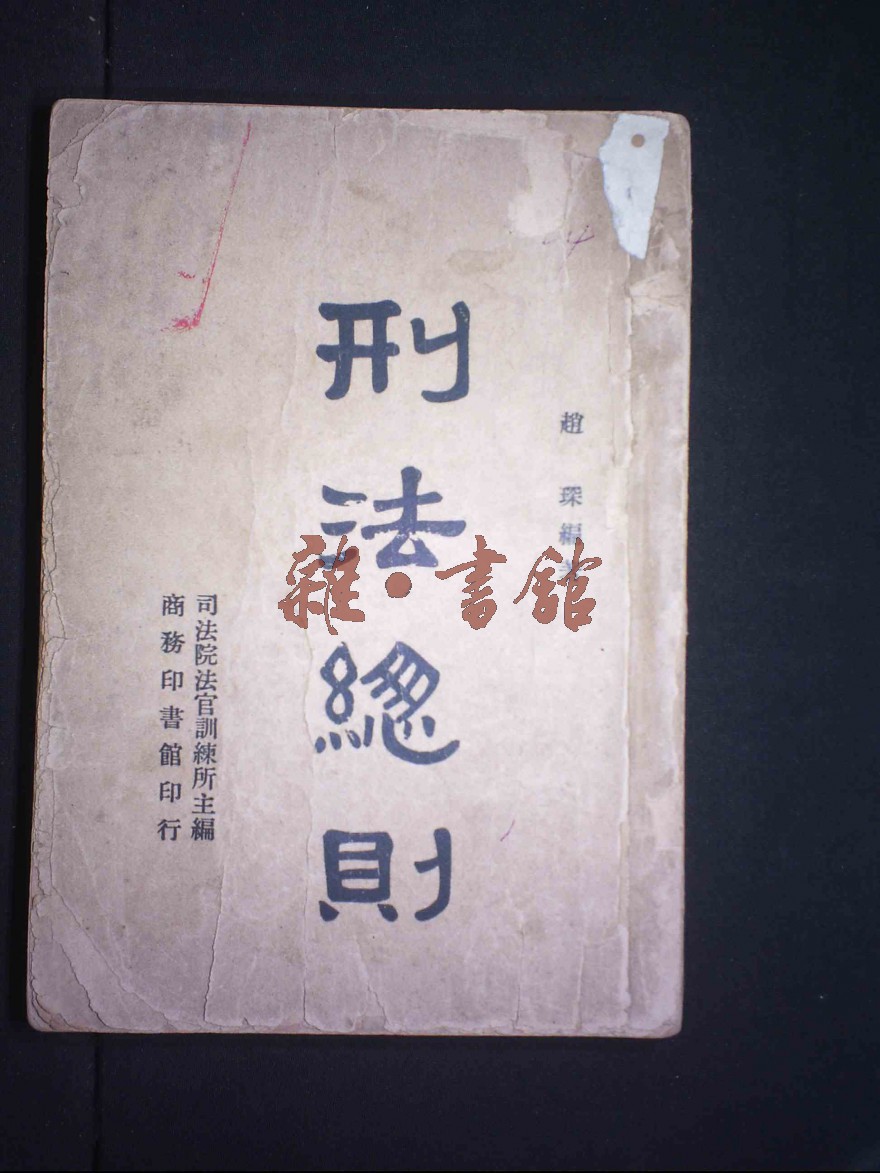 趙琛編著
刑法總則
司法院法官訓練所主編
商務印書館印行
雜·書館